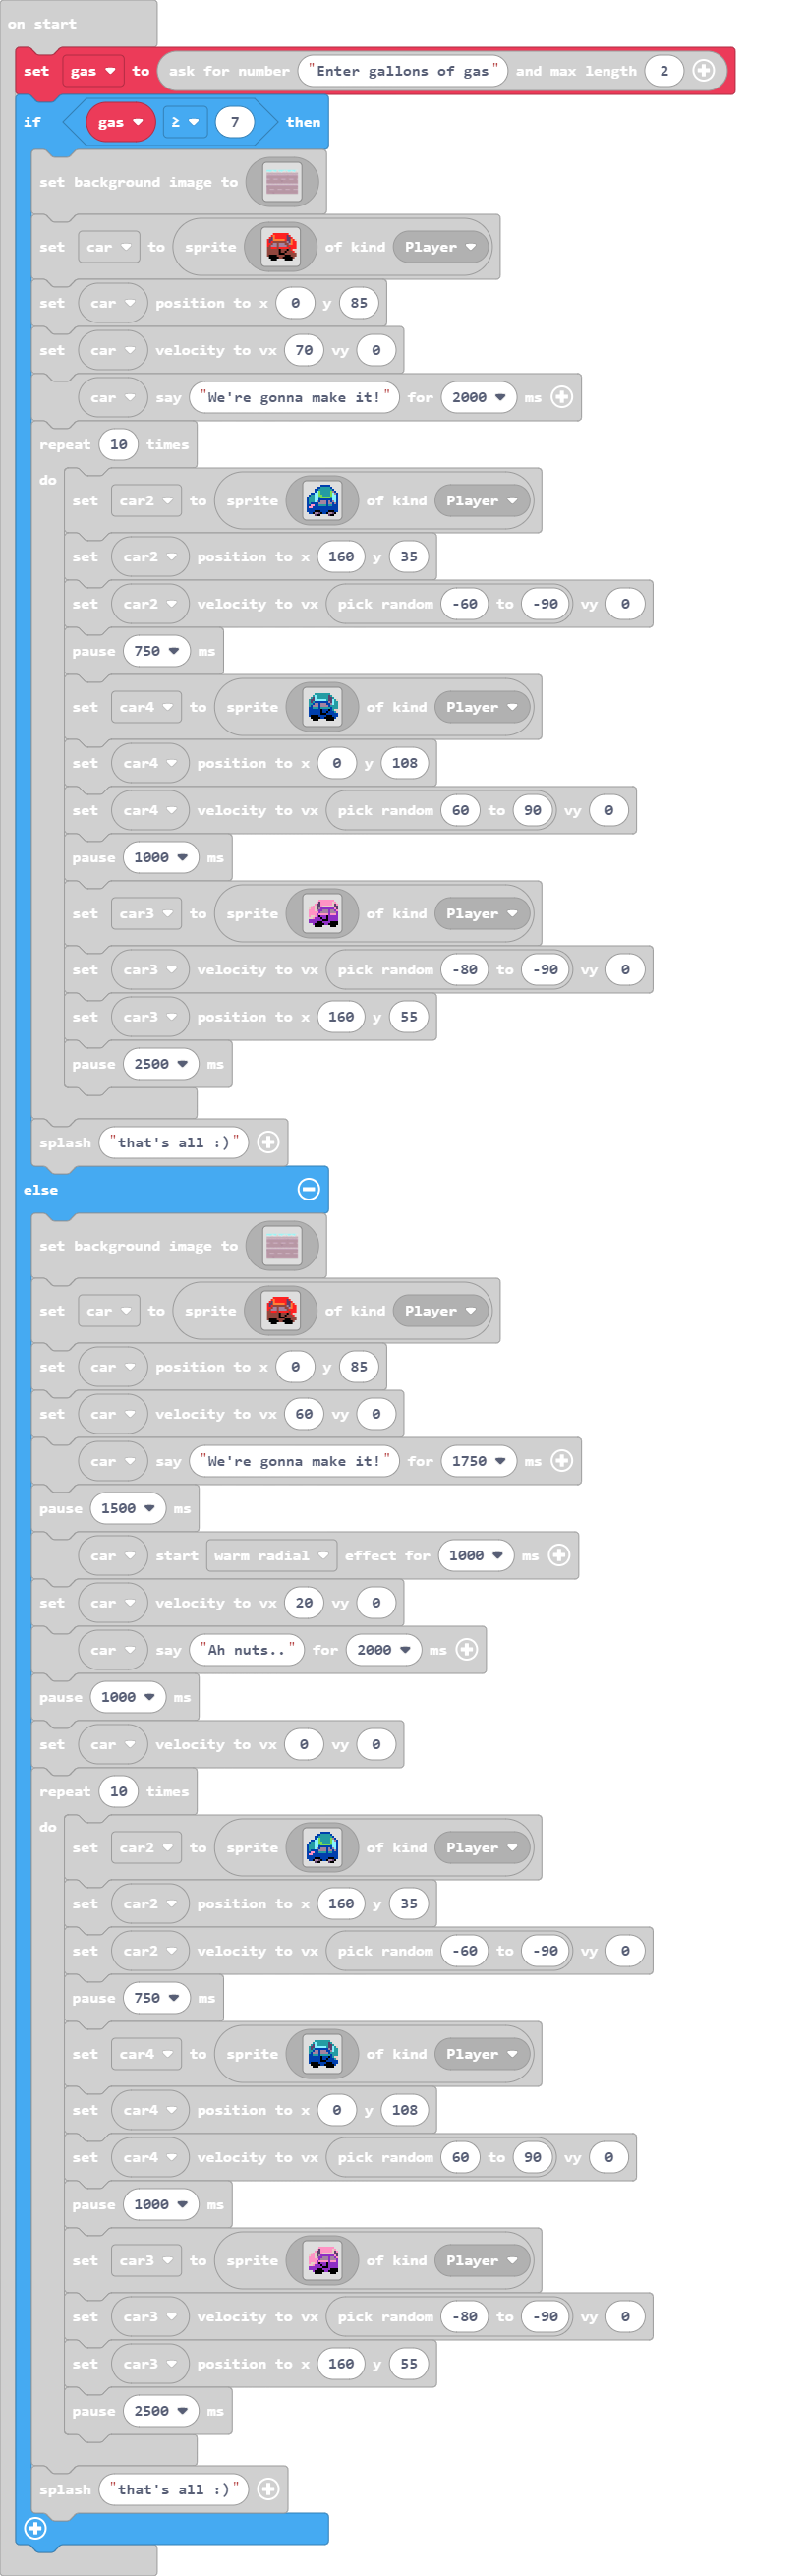 on start
set gas to ask for number "Enter gallons of gas" and max length 2
if gas ≥ 7 then
set background image to
set car to sprite of kind Player
set car position to x 0 y 85
set car velocity to vx 70 vy 0
car say "We're gonna make it!" for 2000 ms
repeat 10 times
do
set car2 to sprite of kind Player
set car2 position to x 160 y 35
set car2 velocity to vx pick random -60 to -90 vy 0
pause 750 ms
set car4 to sprite of kind Player
set car4 position to x 0 y 108
set car4 velocity to vx pick random 60 to 90 vy 0
pause 1000 ms
set car3 to sprite of kind Player
set car3 velocity to vx pick random -80 to -90 vy 0
set car3 position to x 160 y 55
pause 2500 ms
splash "that's all :)"
else
set background image to
set car to sprite of kind Player
set car position to x 0 y 85
set car velocity to vx 60 vy 0
car say "We're gonna make it!" for 1750 ms
pause 1500 ms
car start warm radial effect for 1000 ms
set car velocity to vx 20 vy 0
car say "Ah nuts.." for 2000 ms
pause 1000 ms
set car velocity to vx 0 vy 0
repeat 10 times
do
set car2 to sprite of kind Player
set car2 position to x 160 y 35
set car2 velocity to vx pick random -60 to -90 vy 0
pause 750 ms
set car4 to sprite of kind Player
set car4 position to x 0 y 108
set car4 velocity to vx pick random 60 to 90 vy 0
pause 1000 ms
set car3 to sprite of kind Player
set car3 velocity to vx pick random -80 to -90 vy 0
set car3 position to x 160 y 55
pause 2500 ms
splash "that's all :)"